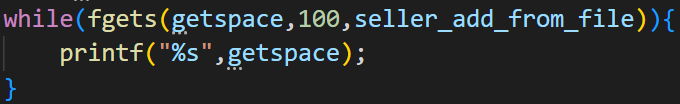 while(fgets(getspace,100,seller_add_from_file)){
    printf("%s",getspace);
}